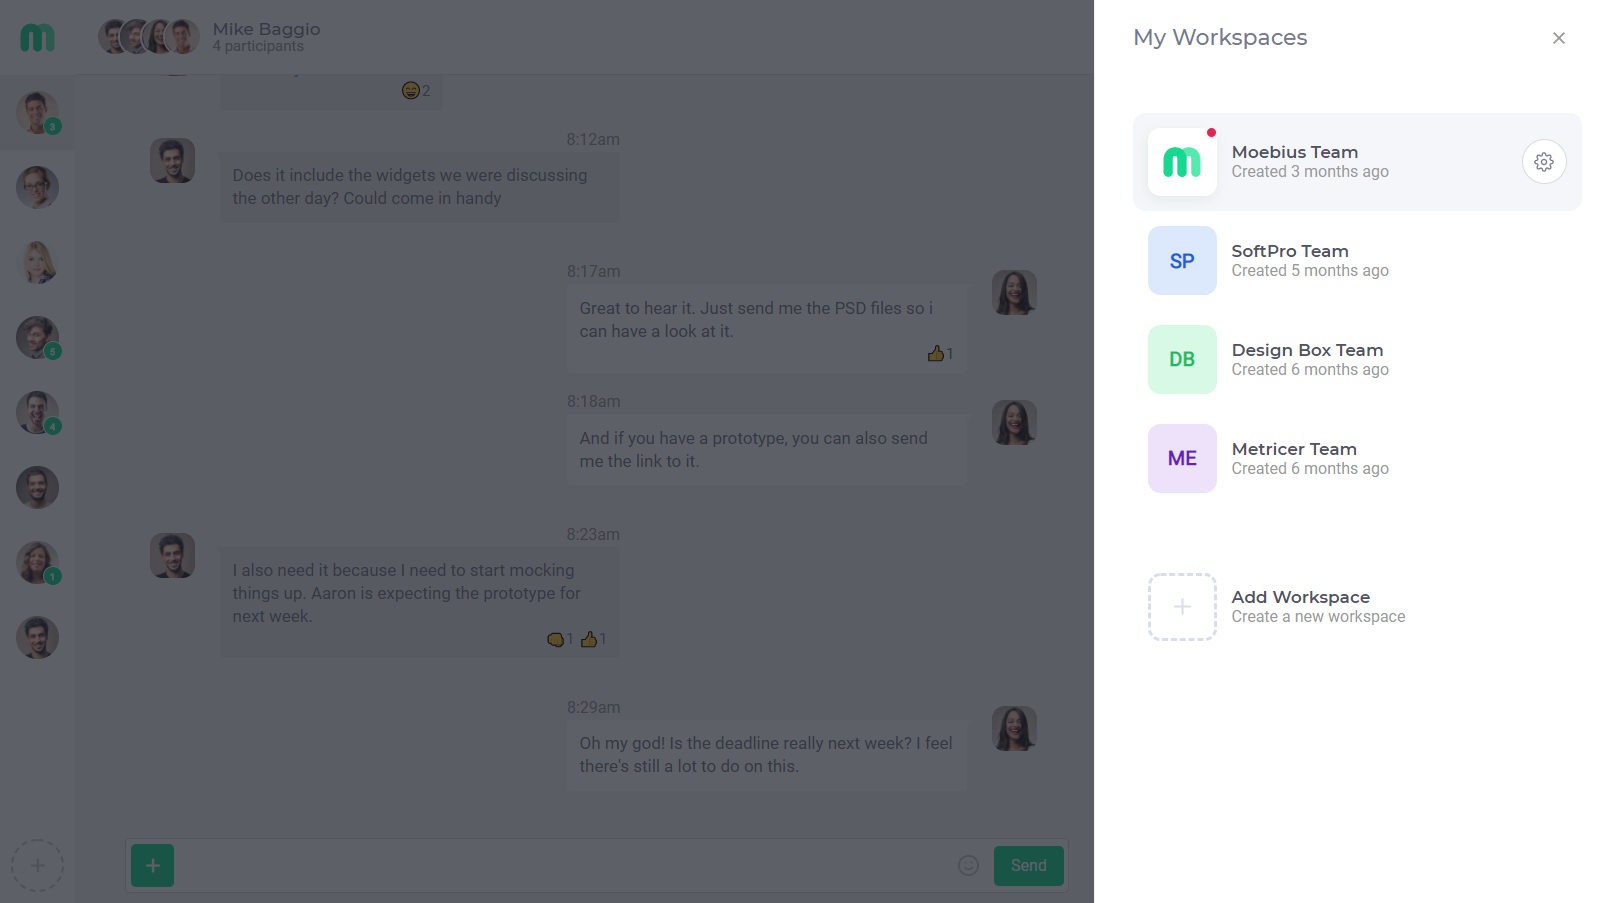 Mike Baggio
4 participants
3
5
4
1
2
8:12am
Does it include the widgets we were discussing
the other day? Could come in handy
8:17am
Great to hear it. Just send me the PSD files so i
can have a look at it.
1
8:18am
And if you have a prototype, you can also send
me the link to it.
8:23am
I also need it because I need to start mocking
things up. Aaron is expecting the prototype for
next week.
1 1
8:29am
Oh my god! Is the deadline really next week? I feel
there's still a lot to do on this.
Send
My Workspaces
Moebius Team
Created 3 months ago
SP
SoftPro Team
Created 5 months ago
DB
Design Box Team
Created 6 months ago
ME
Metricer Team
Created 6 months ago
Add Workspace
Create a new workspace